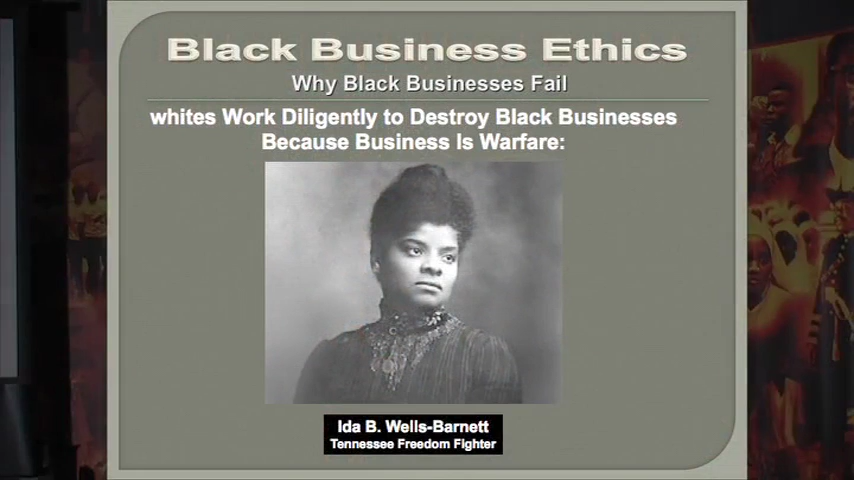 Black Business Ethics
Why Black Businesses Fail
whites Work Diligently to Destroy Black Businesses
Because Business Is Warfare:
Ida B. Wells-Barnett
Tennessee Freedom Fighter